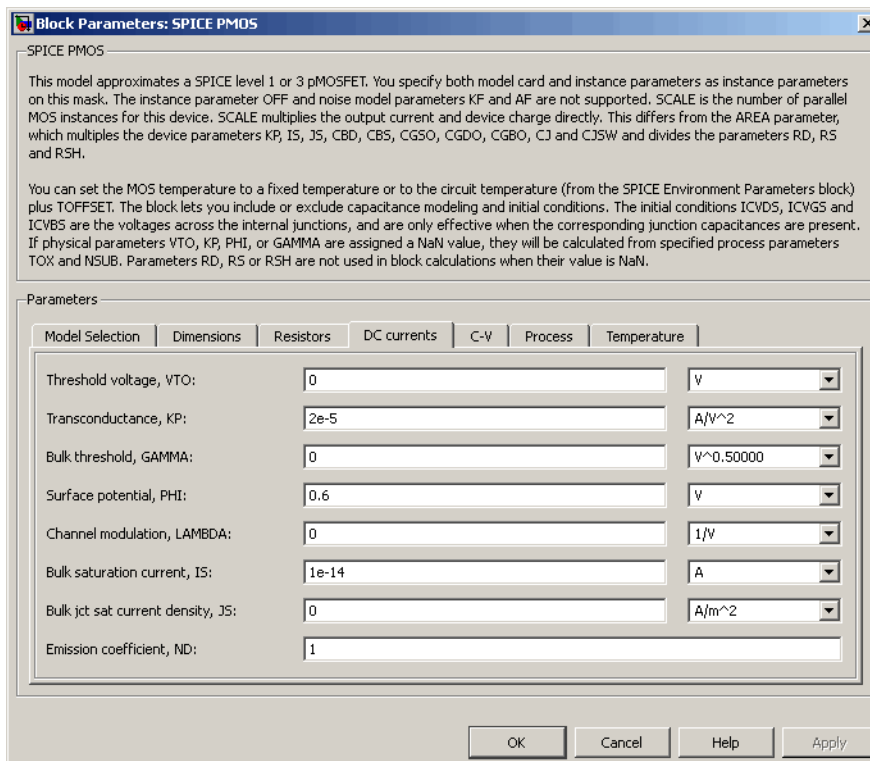 Block Parameters: SPICE PMOS
SPICE PMOS
This model approximates a SPICE level 1 or 3 pMOSFET. You specify both model card and instance parameters as instance parameters
on this mask. The instance parameter OFF and noise model parameters KF and AF are not supported. SCALE is the number of parallel
MOS instances for this device. SCALE multiplies the output current and device charge directly. This differs from the AREA parameter,
which multiples the device parameters KP, IS, JS, CBD, CBS, CGSO, CGDO, CGBO, CJ and CJSW and divides the parameters RD, RS
and RSH.
You can set the MOS temperature to a fixed temperature or to the circuit temperature (from the SPICE Environment Parameters block)
plus TOFFSET. The block lets you include or exclude capacitance modeling and initial conditions. The initial conditions ICVDS, ICVGS and
ICVBS are the voltages across the internal junctions, and are only effective when the corresponding junction capacitances are present.
If physical parameters VTO, KP, PHI, or GAMMA are assigned a NaN value, they will be calculated from specified process parameters
TOX and NSUB. Parameters RD, RS or RSH are not used in block calculations when their value is NaN.
Parameters
Model Selection Dimensions Resistors DC currents C-V Process Temperature
Threshold voltage, VTO: 0 V
Transconductance, KP: 2e-5 A/V^2
Bulk threshold, GAMMA: 0 V^0.50000
Surface potential, PHI: 0.6 V
Channel modulation, LAMBDA: 0 1/V
Bulk saturation current, IS: 1e-14 A
Bulk jct sat current density, JS: 0 A/m^2
Emission coefficient, ND: 1
OK Cancel Help Apply